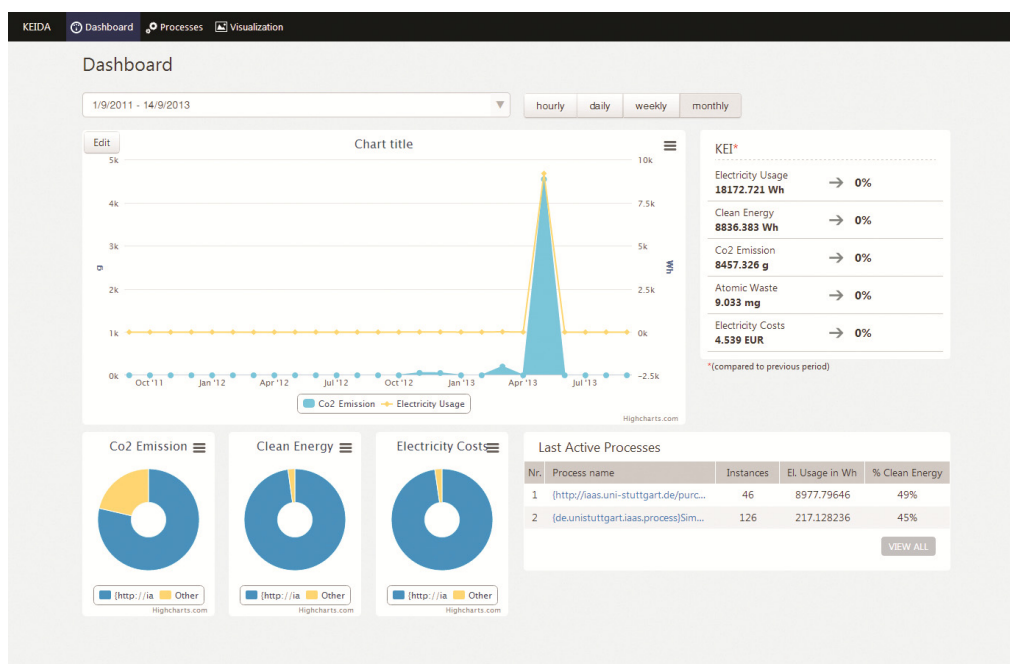 KEIDA Dashboard Processes Visualization
Dashboard
1/9/2011 - 14/9/2013
hourly daily weekly monthly
Edit
Chart title
5k
4k
3k
2k
1k
0k
g
10k
7.5k
5k
2.5k
0k
-2.5k
Wh
Oct '11 Jan '12 Apr '12 Jul '12 Oct '12 Jan '13 Apr '13 Jul '13
Co2 Emission Electricity Usage
Highcharts.com
KEI*
Electricity Usage
18172.721 Wh → 0%
Clean Energy
8836.383 Wh → 0%
Co2 Emission
8457.326 g → 0%
Atomic Waste
9.033 mg → 0%
Electricity Costs
4.539 EUR → 0%
*(compared to previous period)
Co2 Emission
{http://ia Other
Highcharts.com
Clean Energy
{http://ia Other
Highcharts.com
Electricity Costs
{http://ia Other
Highcharts.com
Last Active Processes
Nr. Process name Instances El. Usage in Wh % Clean Energy
1 {http://iaas.uni-stuttgart.de/purc... 46 8977.79646 49%
2 {de.unistuttgart.iaas.process}Sim... 126 217.128236 45%
VIEW ALL